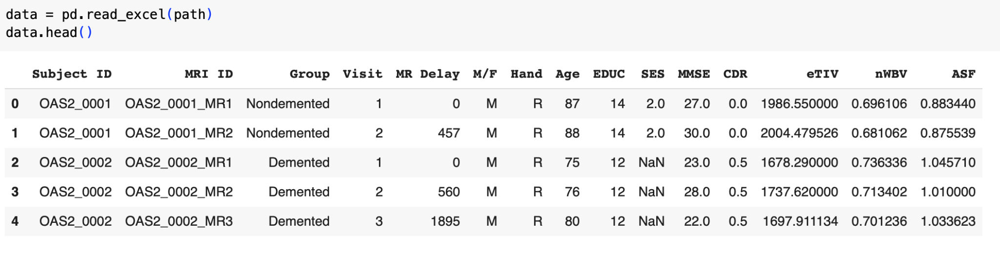 data = pd.read_excel(path)
data.head()
Subject ID MRI ID Group Visit MR Delay M/F Hand Age EDUC SES MMSE CDR eTIV nWBV ASF
0 OAS2_0001 OAS2_0001_MR1 Nondemented 1 0 M R 87 14 2.0 27.0 0.0 1986.550000 0.696106 0.883440
1 OAS2_0001 OAS2_0001_MR2 Nondemented 2 457 M R 88 14 2.0 30.0 0.0 2004.479526 0.681062 0.875539
2 OAS2_0002 OAS2_0002_MR1 Demented 1 0 M R 75 12 NaN 23.0 0.5 1678.290000 0.736336 1.045710
3 OAS2_0002 OAS2_0002_MR2 Demented 2 560 M R 76 12 NaN 28.0 0.5 1737.620000 0.713402 1.010000
4 OAS2_0002 OAS2_0002_MR3 Demented 3 1895 M R 80 12 NaN 22.0 0.5 1697.911134 0.701236 1.033623